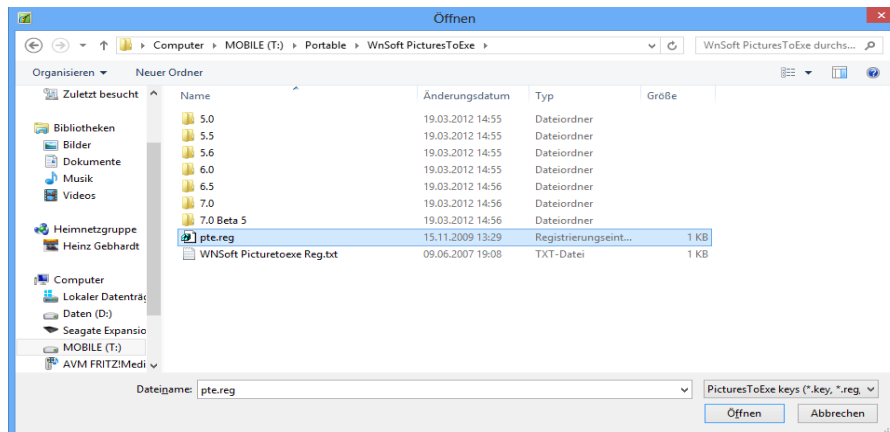 Öffnen
Computer MOBILE (T:) Portable WnSoft PicturesToExe
WnSoft PicturesToExe durchs...
Organisieren Neuer Ordner
Zuletzt besucht
Bibliotheken
Bilder
Dokumente
Musik
Videos
Heimnetzgruppe
Heinz Gebhardt
Computer
Lokaler Datenträg
Daten (D:)
Seagate Expansio
MOBILE (T:)
AVM FRITZ!Medi
Name Änderungsdatum Typ Größe
5.0 19.03.2012 14:55 Dateiordner
5.5 19.03.2012 14:55 Dateiordner
5.6 19.03.2012 14:55 Dateiordner
6.0 19.03.2012 14:55 Dateiordner
6.5 19.03.2012 14:56 Dateiordner
7.0 19.03.2012 14:56 Dateiordner
7.0 Beta 5 19.03.2012 14:56 Dateiordner
pte.reg 15.11.2009 13:29 Registrierungseint... 1 KB
WNSoft Picturetoexe Reg.txt 09.06.2007 19:08 TXT-Datei 1 KB
Dateiname: pte.reg PicturesToExe keys (*.key, *.reg,
Öffnen Abbrechen